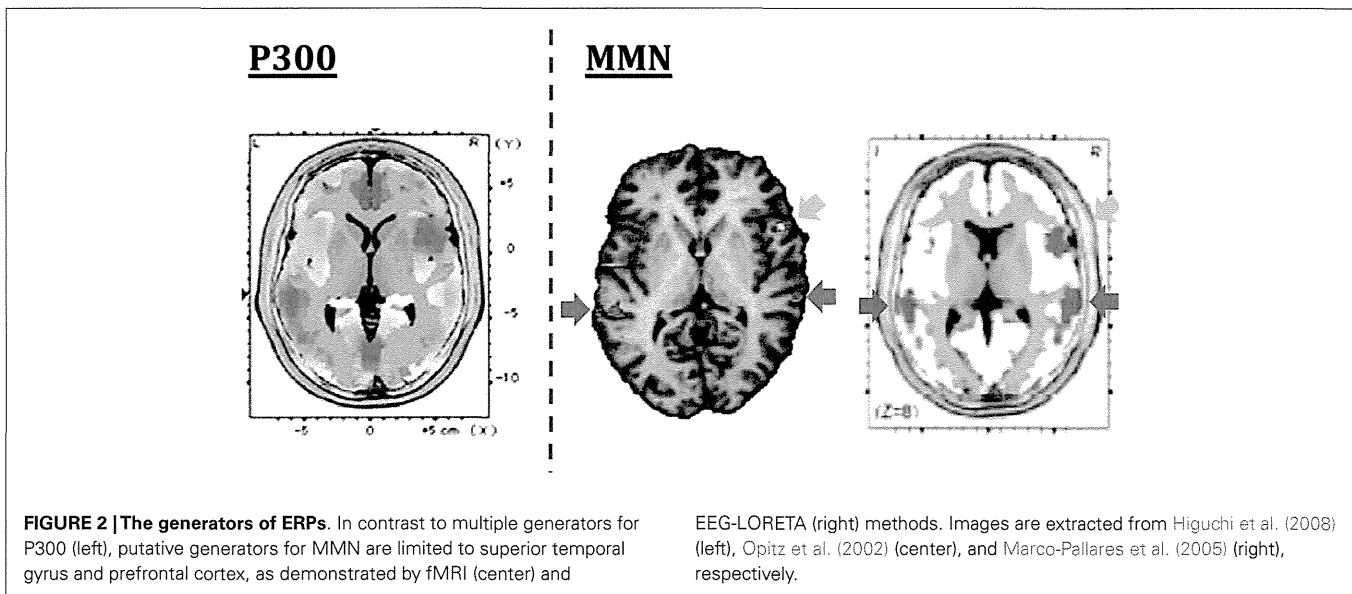 P300
MMN
L R (Y)
+5
0
-5
-10
-5 0 +5 cm (X)
R
(Z=8)
FIGURE 2 | The generators of ERPs. In contrast to multiple generators for
P300 (left), putative generators for MMN are limited to superior temporal
gyrus and prefrontal cortex, as demonstrated by fMRI (center) and
EEG-LORETA (right) methods. Images are extracted from Higuchi et al. (2008)
(left), Opitz et al. (2002) (center), and Marco-Pallares et al. (2005) (right),
respectively.